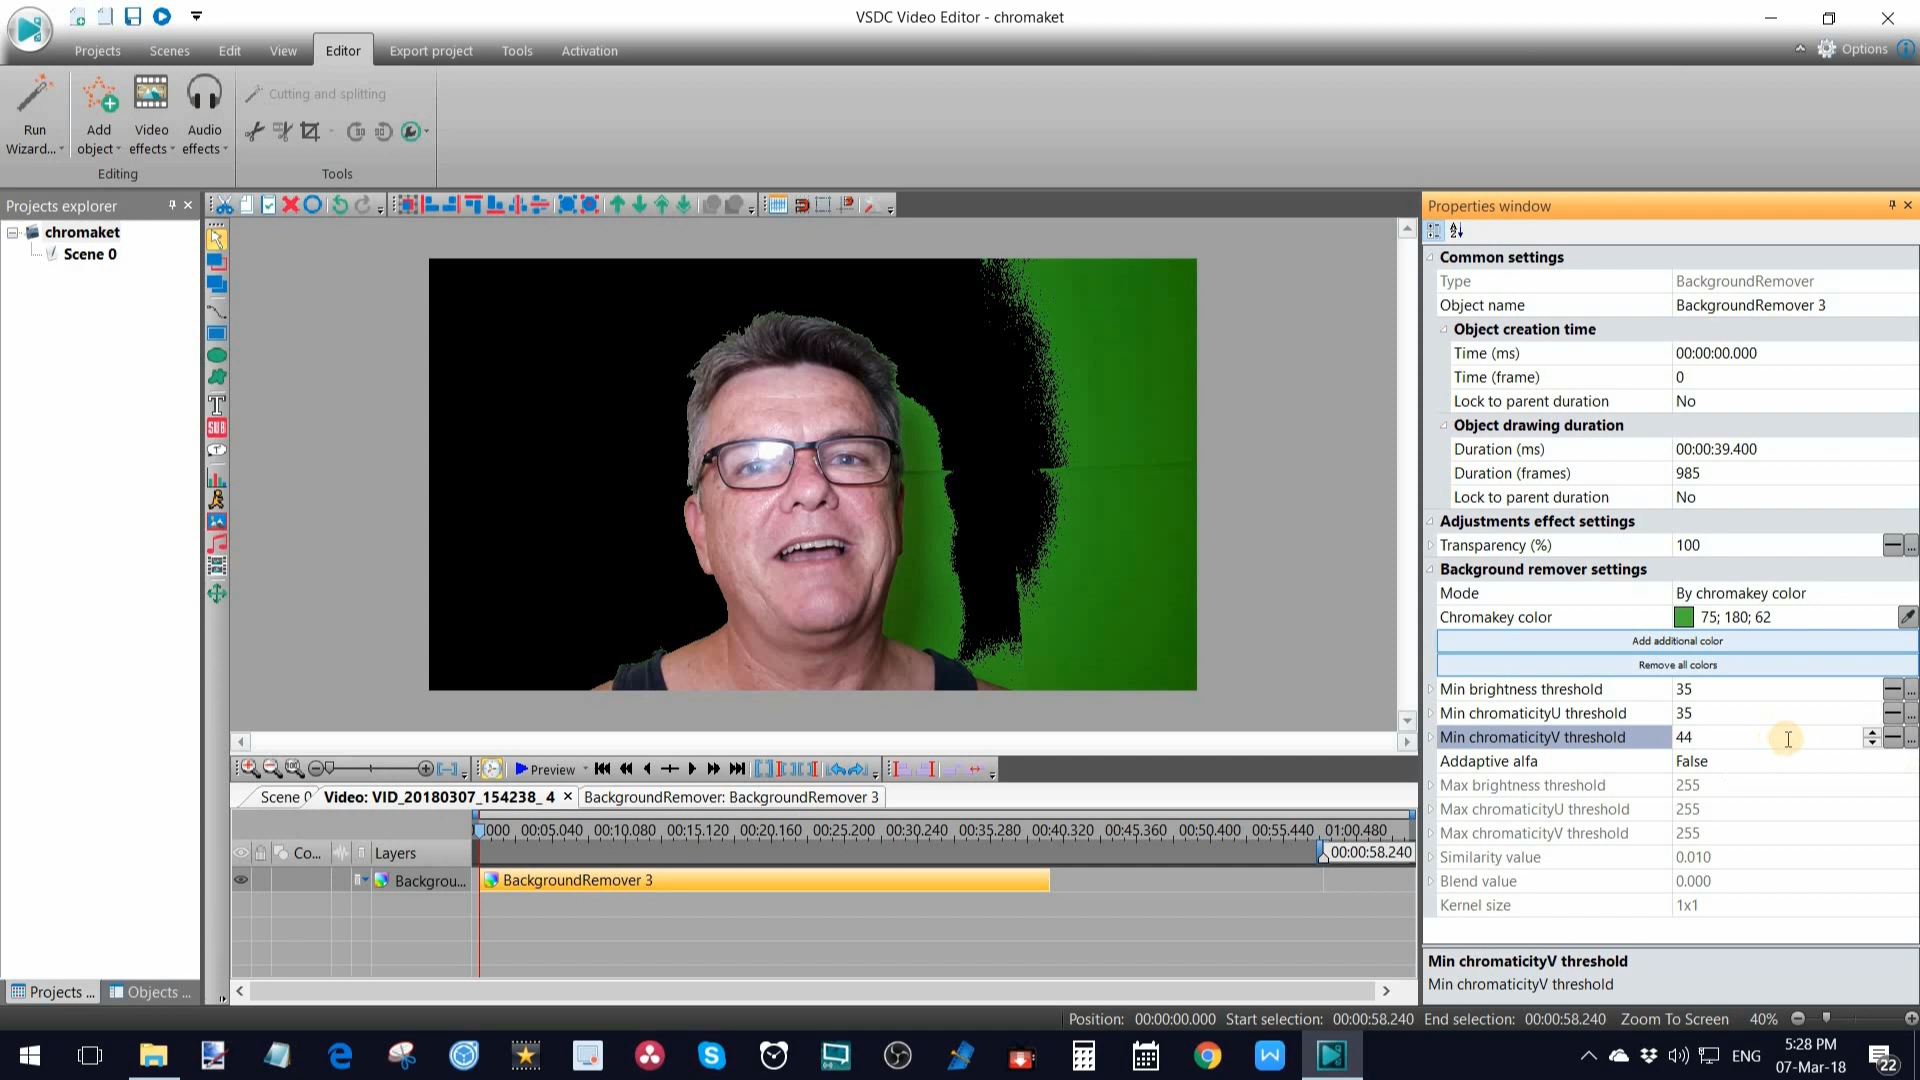 VSDC Video Editor - chromaket
Projects Scenes Edit View Editor Export project Tools Activation
Options
Run Wizard...
Add object
Video effects
Audio effects
Cutting and splitting
Editing
Tools
Projects explorer
chromaket
Scene 0
Projects ...
Objects ...
SUB
T
Preview
Scene 0
Video: VID_20180307_154238_ 4
BackgroundRemover: BackgroundRemover 3
000 00:05.040 00:10.080 00:15.120 00:20.160 00:25.200 00:30.240 00:35.280 00:40.320 00:45.360 00:50.400 00:55.440 01:00.480
00:00:58.240
Co...
Layers
Backgrou...
BackgroundRemover 3
Properties window
Common settings
Type BackgroundRemover
Object name BackgroundRemover 3
Object creation time
Time (ms) 00:00:00.000
Time (frame) 0
Lock to parent duration No
Object drawing duration
Duration (ms) 00:00:39.400
Duration (frames) 985
Lock to parent duration No
Adjustments effect settings
Transparency (%) 100
Background remover settings
Mode By chromakey color
Chromakey color 75; 180; 62
Add additional color
Remove all colors
Min brightness threshold 35
Min chromaticityU threshold 35
Min chromaticityV threshold 44
Addaptive alfa False
Max brightness threshold 255
Max chromaticityU threshold 255
Max chromaticityV threshold 255
Similarity value 0.010
Blend value 0.000
Kernel size 1x1
Min chromaticityV threshold
Min chromaticityV threshold
Position: 00:00:00.000 Start selection: 00:00:58.240 End selection: 00:00:58.240 Zoom To Screen 40%
ENG
5:28 PM
07-Mar-18
22